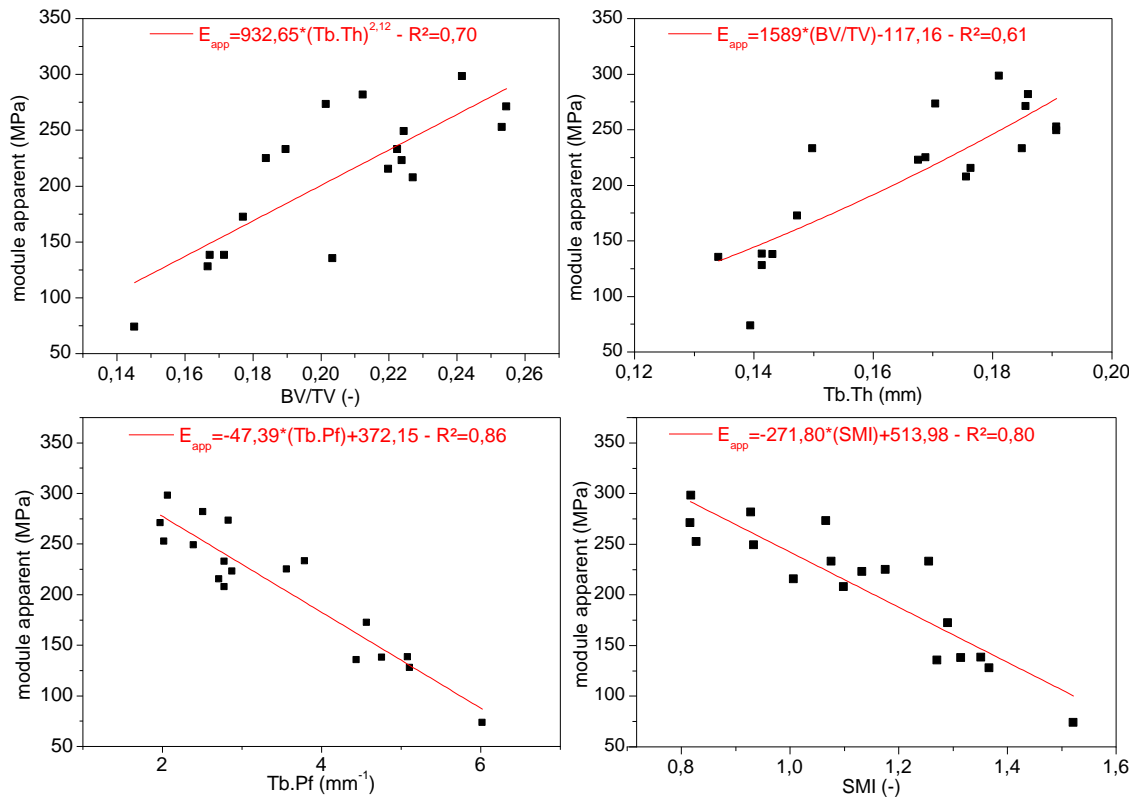 E_app=932,65*(Tb.Th)^2,12 - R²=0,70
module apparent (MPa)
350
300
250
200
150
100
50
0,14 0,16 0,18 0,20 0,22 0,24 0,26
BV/TV (-)
E_app=1589*(BV/TV)-117,16 - R²=0,61
module apparent (MPa)
350
300
250
200
150
100
50
0,12 0,14 0,16 0,18 0,20
Tb.Th (mm)
E_app=-47,39*(Tb.Pf)+372,15 - R²=0,86
module apparent (MPa)
350
300
250
200
150
100
50
2 4 6
Tb.Pf (mm^-1)
E_app=-271,80*(SMI)+513,98 - R²=0,80
module apparent (MPa)
350
300
250
200
150
100
50
0,8 1,0 1,2 1,4 1,6
SMI (-)